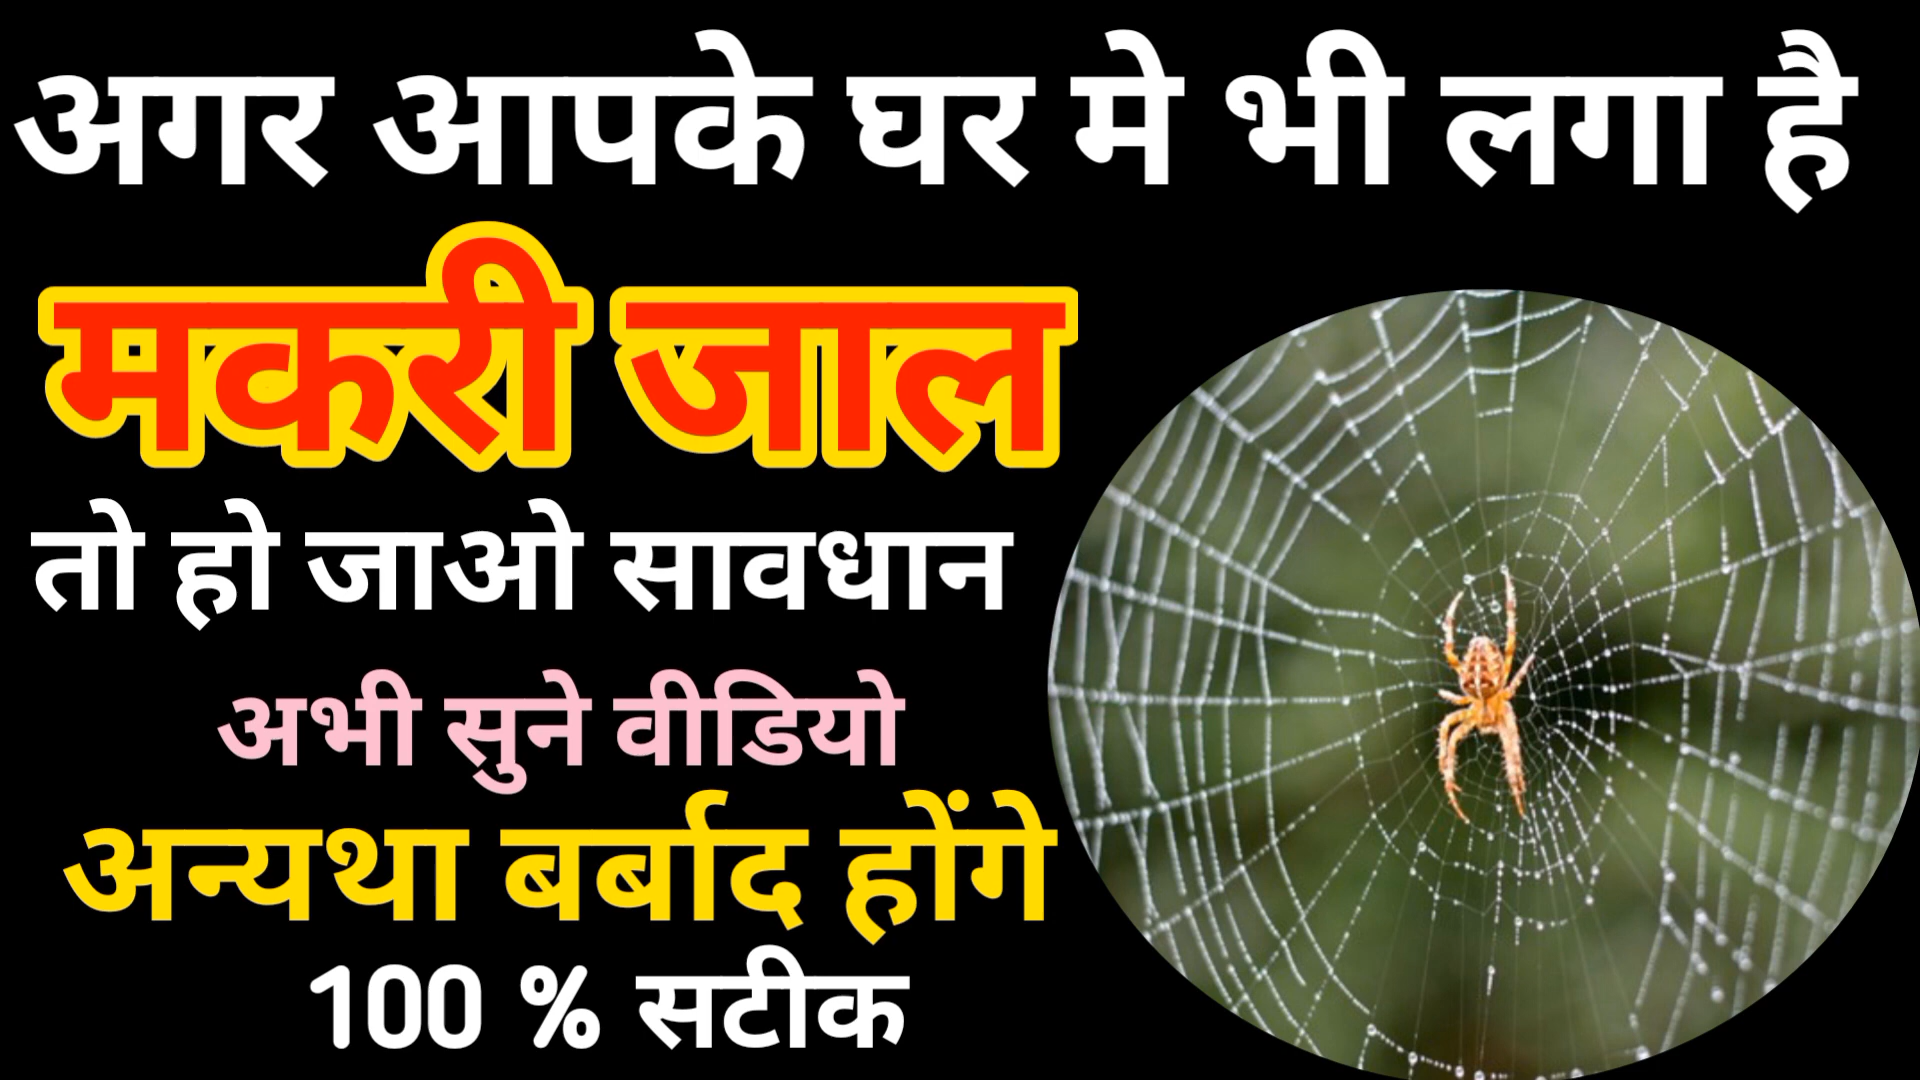 अगर आपके घर मे भी लगा है
मकरी जाल
तो हो जाओ सावधान
अभी सुने वीडियो
अन्यथा बर्बाद होंगे
100 % सटीक